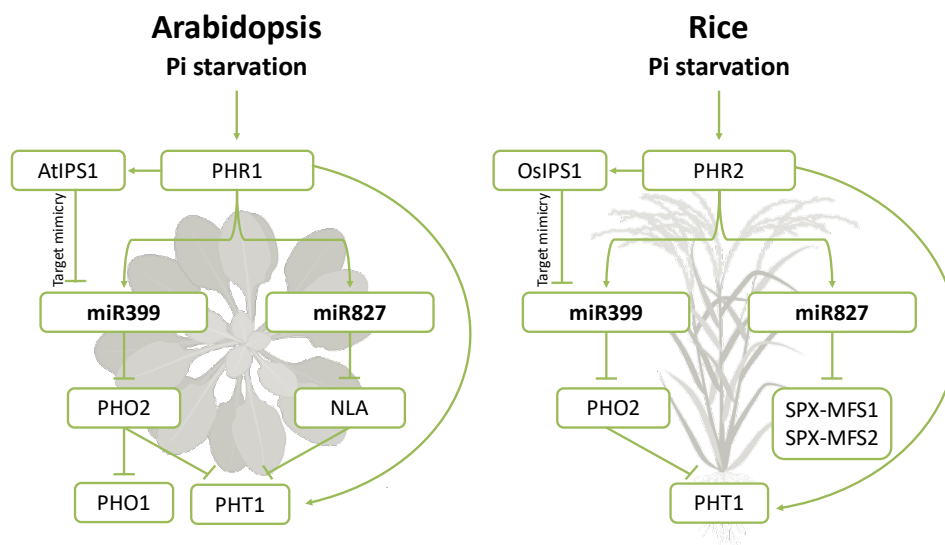 Arabidopsis
Pi starvation
AtIPS1
PHR1
Target mimicry
miR399
miR827
PHO2
NLA
PHO1
PHT1
Rice
Pi starvation
OsIPS1
PHR2
Target mimicry
miR399
miR827
PHO2
SPX-MFS1
SPX-MFS2
PHT1